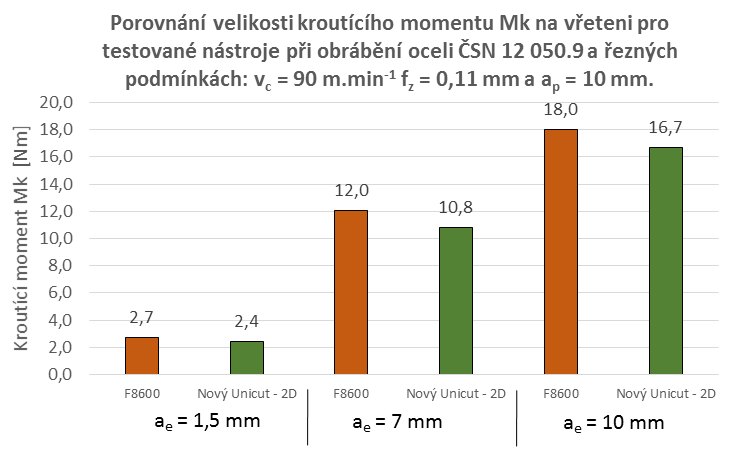 Porovnání velikosti kroutícího momentu Mk na vřeteni pro
testované nástroje při obrábění oceli ČSN 12 050.9 a řezných
podmínkách: vc = 90 m.min-1 fz = 0,11 mm a ap = 10 mm.
Kroutící moment Mk [Nm]
20,0
18,0
16,0
14,0
12,0
10,0
8,0
6,0
4,0
2,0
0,0
2,7
2,4
12,0
10,8
18,0
16,7
F8600 Nový Unicut - 2D F8600 Nový Unicut - 2D F8600 Nový Unicut - 2D
ae = 1,5 mm ae = 7 mm ae = 10 mm